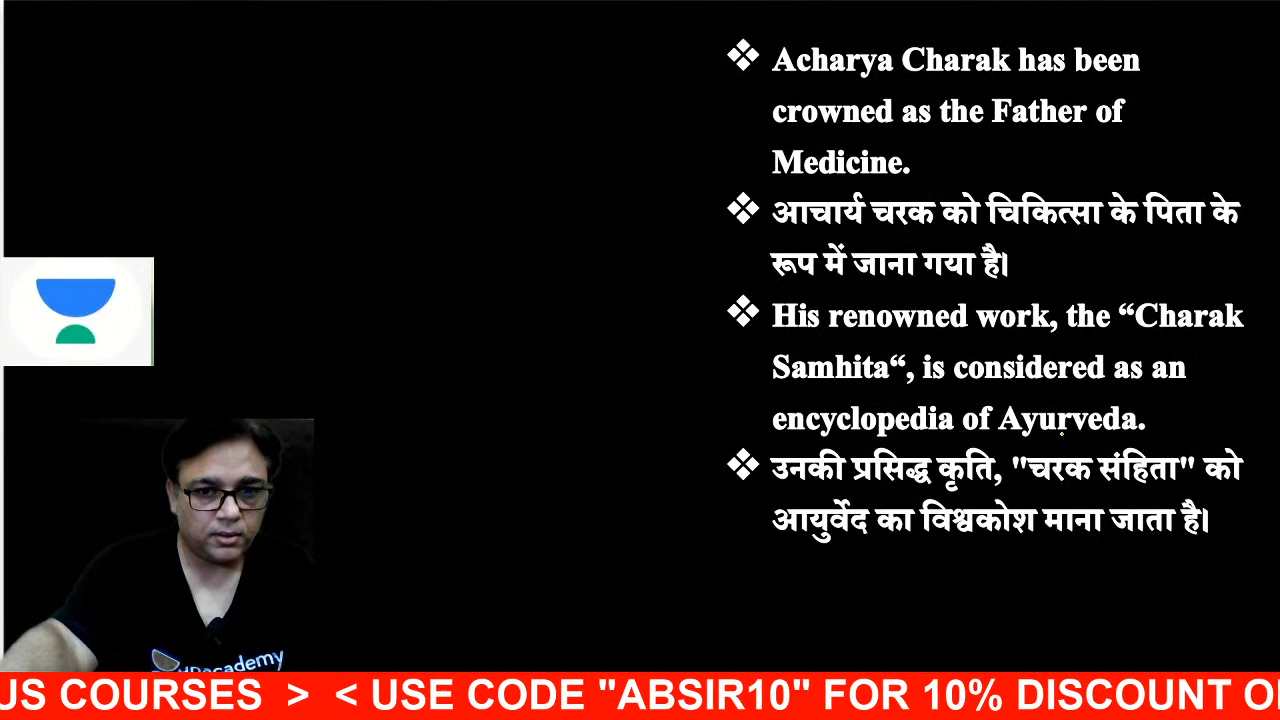 Acharya Charak has been
crowned as the Father of
Medicine.
आचार्य चरक को चिकित्सा के पिता के
रूप में जाना गया है।
His renowned work, the “Charak
Samhita“, is considered as an
encyclopedia of Ayurveda.
उनकी प्रसिद्ध कृति, "चरक संहिता" को
आयुर्वेद का विश्वकोश माना जाता है।
US COURSES > < USE CODE "ABSIR10" FOR 10% DISCOUNT